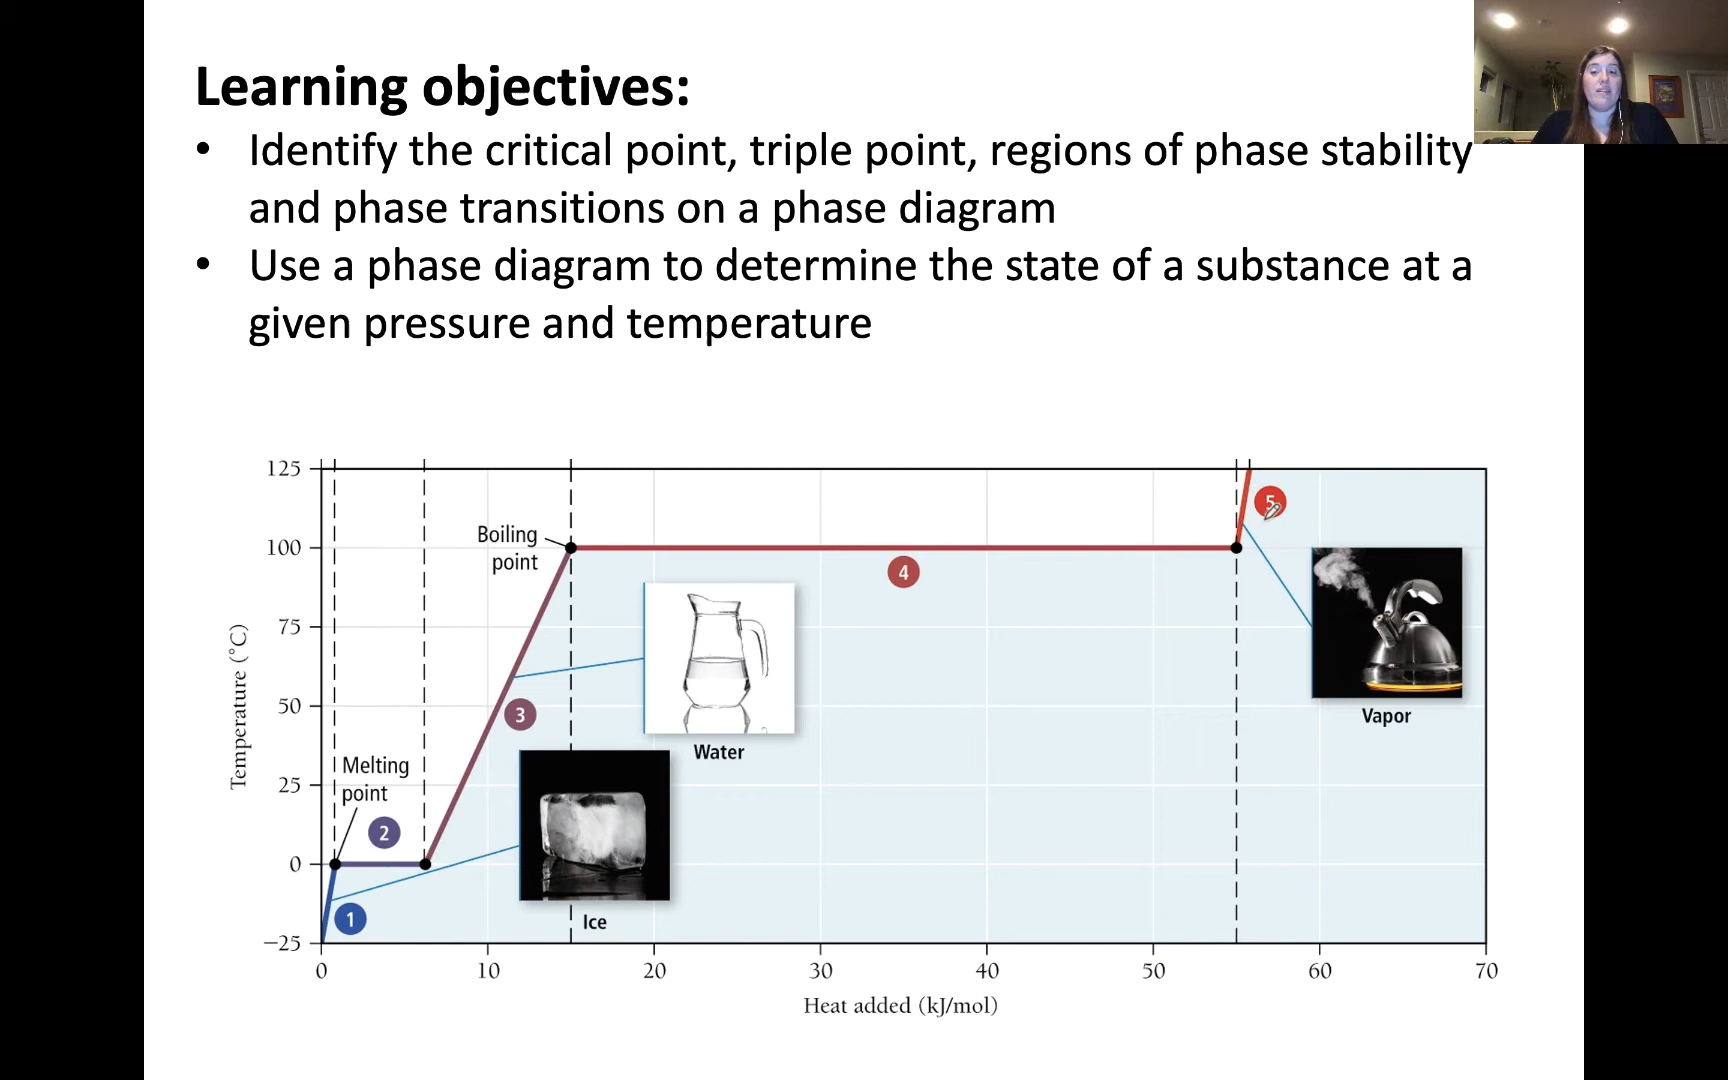 Learning objectives:
• Identify the critical point, triple point, regions of phase stability
and phase transitions on a phase diagram
• Use a phase diagram to determine the state of a substance at a
given pressure and temperature
125
100
75
50
25
0
−25
Temperature (°C)
Boiling
point
Melting
point
1
2
3
4
5
Water
Ice
Vapor
0 10 20 30 40 50 60 70
Heat added (kJ/mol)